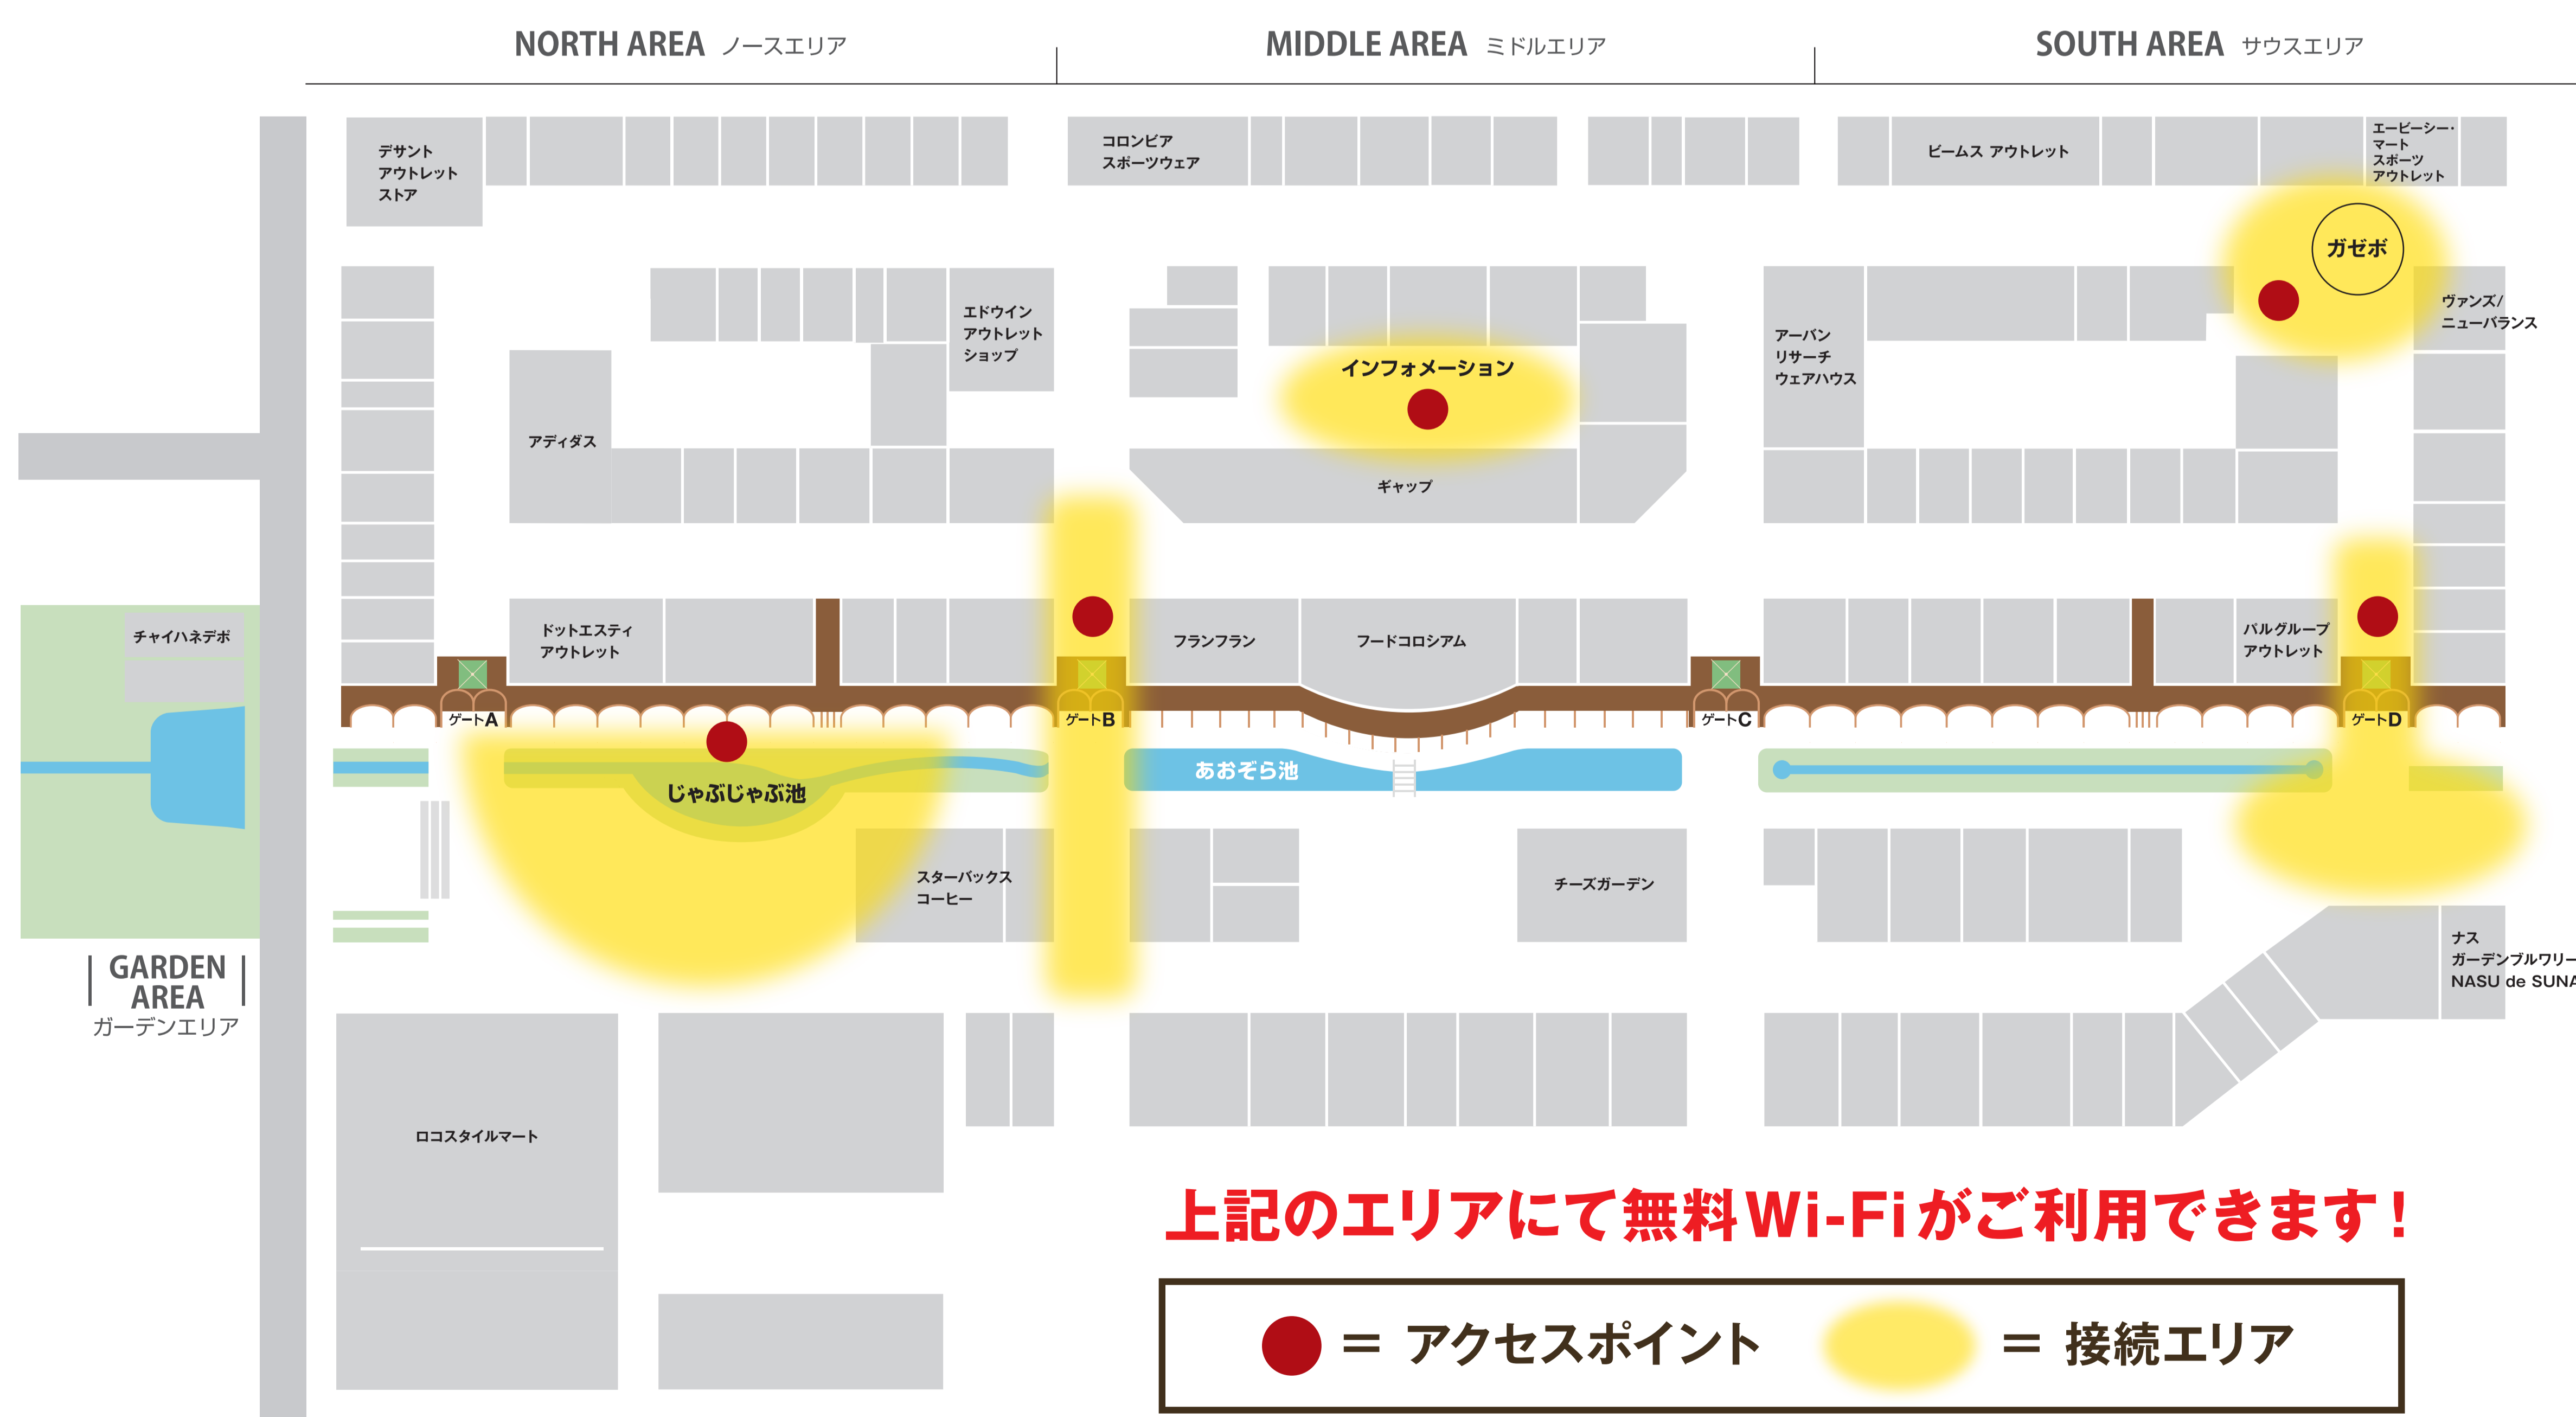 NORTH AREA ノースエリア
MIDDLE AREA ミドルエリア
SOUTH AREA サウスエリア
デサント
アウトレット
ストア
コロンビア
スポーツウェア
ビームス アウトレット
エービーシー・
マート
スポーツ
アウトレット
ガゼボ
エドウイン
アウトレット
ショップ
インフォメーション
アーバン
リサーチ
ウェアハウス
ヴァンズ/
ニューバランス
アディダス
ギャップ
チャイハネデポ
ドットエスティ
アウトレット
フランフラン
フードコロシアム
パルグループ
アウトレット
ゲートA
ゲートB
ゲートC
ゲートD
じゃぶじゃぶ池
あおぞら池
スターバックス
コーヒー
チーズガーデン
ナス
ガーデンブルワリー
NASU de SUNA
GARDEN
AREA
ガーデンエリア
ロコスタイルマート
上記のエリアにて無料Wi-Fiがご利用できます！
= アクセスポイント
= 接続エリア